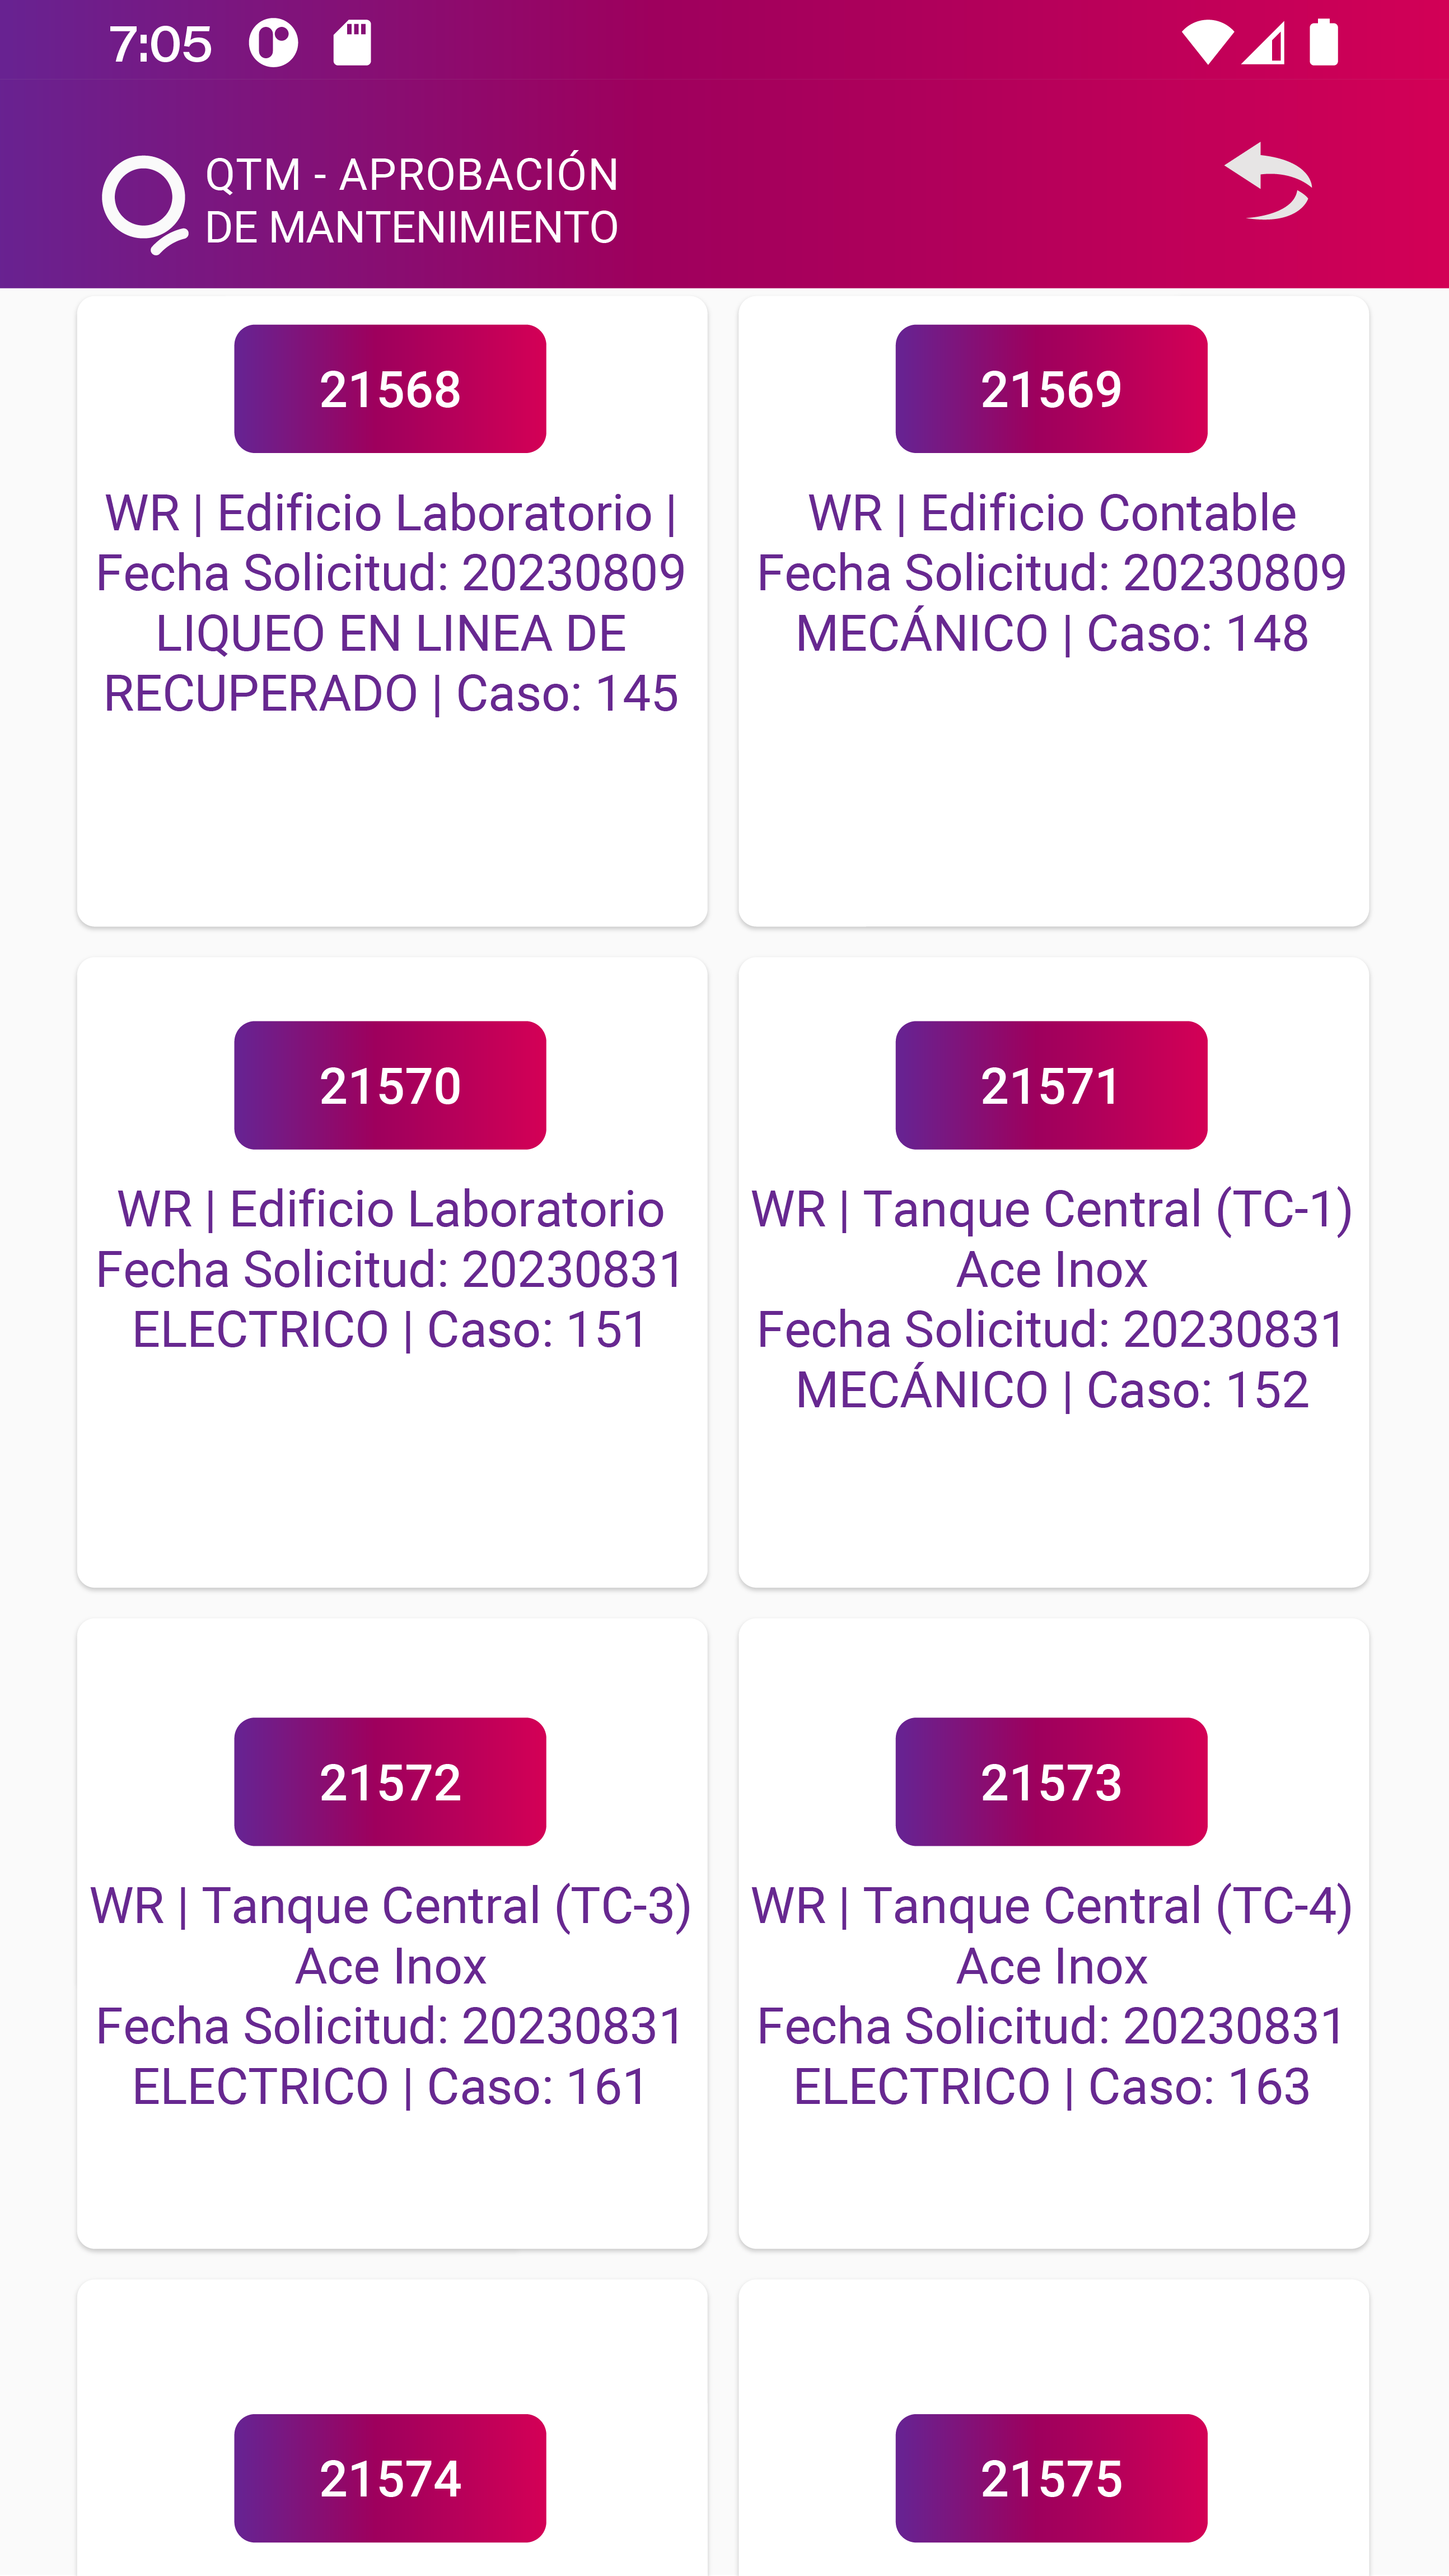 7:05
QTM - APROBACIÓN
DE MANTENIMIENTO
21568
WR | Edificio Laboratorio |
Fecha Solicitud: 20230809
LIQUEO EN LINEA DE
RECUPERADO | Caso: 145
21569
WR | Edificio Contable
Fecha Solicitud: 20230809
MECÁNICO | Caso: 148
21570
WR | Edificio Laboratorio
Fecha Solicitud: 20230831
ELECTRICO | Caso: 151
21571
WR | Tanque Central (TC-1)
Ace Inox
Fecha Solicitud: 20230831
MECÁNICO | Caso: 152
21572
WR | Tanque Central (TC-3)
Ace Inox
Fecha Solicitud: 20230831
ELECTRICO | Caso: 161
21573
WR | Tanque Central (TC-4)
Ace Inox
Fecha Solicitud: 20230831
ELECTRICO | Caso: 163
21574
21575